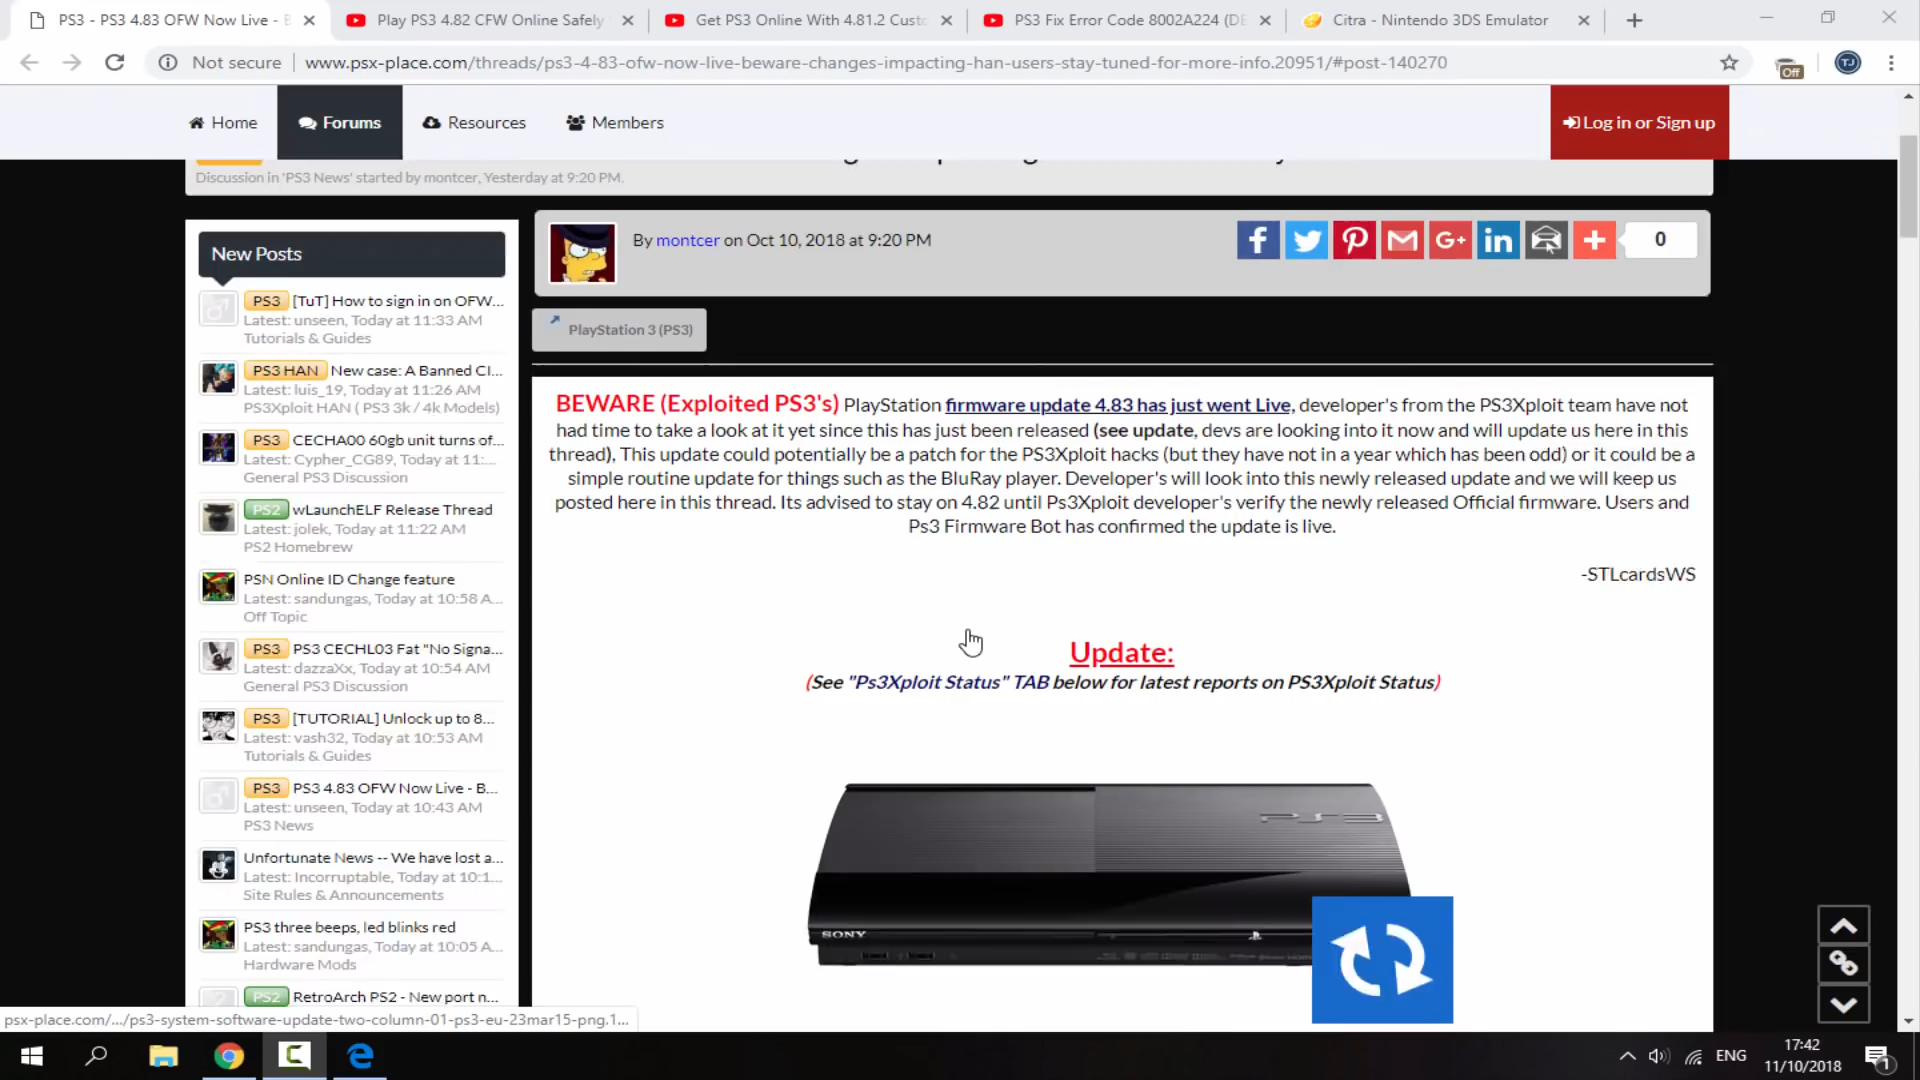 PS3 - PS3 4.83 OFW Now Live - B
Play PS3 4.82 CFW Online Safely
Get PS3 Online With 4.81.2 Custo
PS3 Fix Error Code 8002A224 (DE
Citra - Nintendo 3DS Emulator
Not secure
www.psx-place.com/threads/ps3-4-83-ofw-now-live-beware-changes-impacting-han-users-stay-tuned-for-more-info.20951/#post-140270
Off
TJ
Home
Forums
Resources
Members
Log in or Sign up
Discussion in 'PS3 News' started by montcer, Yesterday at 9:20 PM.
By montcer on Oct 10, 2018 at 9:20 PM
0
PlayStation 3 (PS3)
New Posts
PS3 [TuT] How to sign in on OFW...
Latest: unseen, Today at 11:33 AM
Tutorials & Guides
PS3 HAN New case: A Banned CI...
Latest: luis_19, Today at 11:26 AM
PS3Xploit HAN ( PS3 3k / 4k Models)
PS3 CECHA00 60gb unit turns of...
Latest: Cypher_CG89, Today at 11:...
General PS3 Discussion
PS2 wLaunchELF Release Thread
Latest: jolek, Today at 11:22 AM
PS2 Homebrew
PSN Online ID Change feature
Latest: sandungas, Today at 10:58 A...
Off Topic
PS3 PS3 CECHL03 Fat "No Signa...
Latest: dazzaXx, Today at 10:54 AM
General PS3 Discussion
PS3 [TUTORIAL] Unlock up to 8...
Latest: vash32, Today at 10:53 AM
Tutorials & Guides
PS3 PS3 4.83 OFW Now Live - B...
Latest: unseen, Today at 10:43 AM
PS3 News
Unfortunate News -- We have lost a...
Latest: Incorruptable, Today at 10:1...
Site Rules & Announcements
PS3 three beeps, led blinks red
Latest: sandungas, Today at 10:05 A...
Hardware Mods
PS2 RetroArch PS2 - New port n...
BEWARE (Exploited PS3's) PlayStation firmware update 4.83 has just went Live, developer's from the PS3Xploit team have not
had time to take a look at it yet since this has just been released (see update, devs are looking into it now and will update us here in this
thread), This update could potentially be a patch for the PS3Xploit hacks (but they have not in a year which has been odd) or it could be a
simple routine update for things such as the BluRay player. Developer's will look into this newly released update and we will keep us
posted here in this thread. Its advised to stay on 4.82 until Ps3Xploit developer's verify the newly released Official firmware. Users and
Ps3 Firmware Bot has confirmed the update is live.
-STLcardsWS
Update:
(See "Ps3Xploit Status" TAB below for latest reports on PS3Xploit Status)
PS3
SONY
psx-place.com/.../ps3-system-software-update-two-column-01-ps3-eu-23mar15-png.1...
ENG
17:42
11/10/2018
1